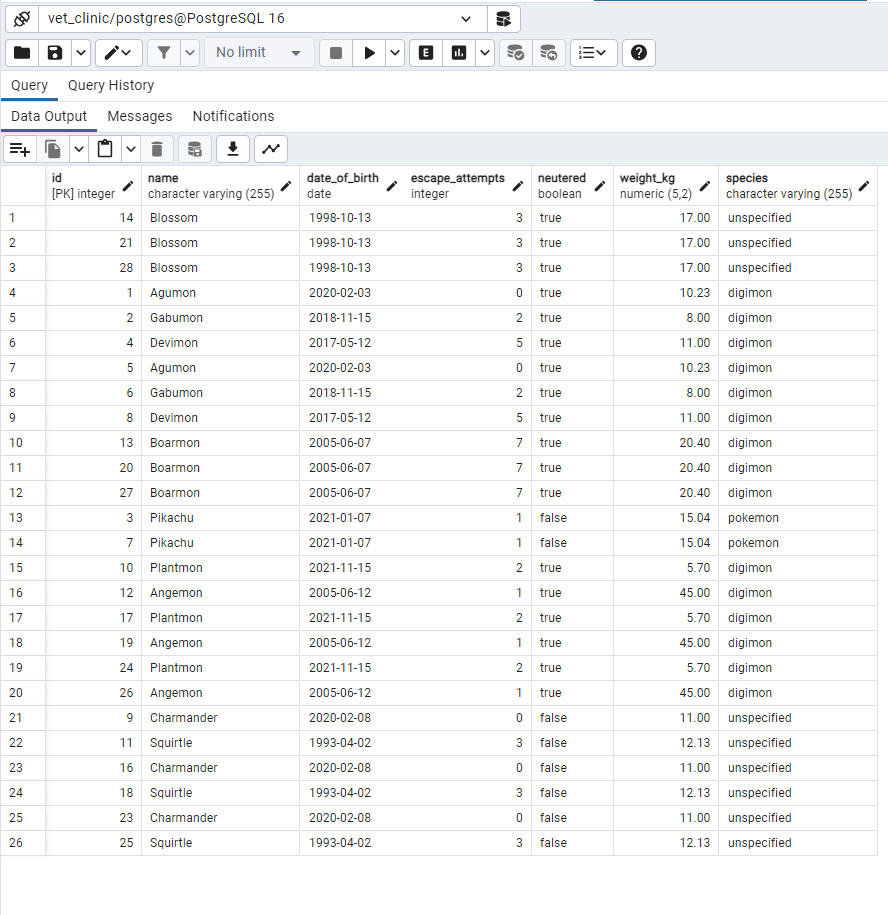 vet_clinic/postgres@PostgreSQL 16
No limit
E
Query Query History
Data Output Messages Notifications
id name date_of_birth escape_attempts neutered weight_kg species
[PK] integer character varying (255) date integer boolean numeric (5,2) character varying (255)
1 14 Blossom 1998-10-13 3 true 17.00 unspecified
2 21 Blossom 1998-10-13 3 true 17.00 unspecified
3 28 Blossom 1998-10-13 3 true 17.00 unspecified
4 1 Agumon 2020-02-03 0 true 10.23 digimon
5 2 Gabumon 2018-11-15 2 true 8.00 digimon
6 4 Devimon 2017-05-12 5 true 11.00 digimon
7 5 Agumon 2020-02-03 0 true 10.23 digimon
8 6 Gabumon 2018-11-15 2 true 8.00 digimon
9 8 Devimon 2017-05-12 5 true 11.00 digimon
10 13 Boarmon 2005-06-07 7 true 20.40 digimon
11 20 Boarmon 2005-06-07 7 true 20.40 digimon
12 27 Boarmon 2005-06-07 7 true 20.40 digimon
13 3 Pikachu 2021-01-07 1 false 15.04 pokemon
14 7 Pikachu 2021-01-07 1 false 15.04 pokemon
15 10 Plantmon 2021-11-15 2 true 5.70 digimon
16 12 Angemon 2005-06-12 1 true 45.00 digimon
17 17 Plantmon 2021-11-15 2 true 5.70 digimon
18 19 Angemon 2005-06-12 1 true 45.00 digimon
19 24 Plantmon 2021-11-15 2 true 5.70 digimon
20 26 Angemon 2005-06-12 1 true 45.00 digimon
21 9 Charmander 2020-02-08 0 false 11.00 unspecified
22 11 Squirtle 1993-04-02 3 false 12.13 unspecified
23 16 Charmander 2020-02-08 0 false 11.00 unspecified
24 18 Squirtle 1993-04-02 3 false 12.13 unspecified
25 23 Charmander 2020-02-08 0 false 11.00 unspecified
26 25 Squirtle 1993-04-02 3 false 12.13 unspecified